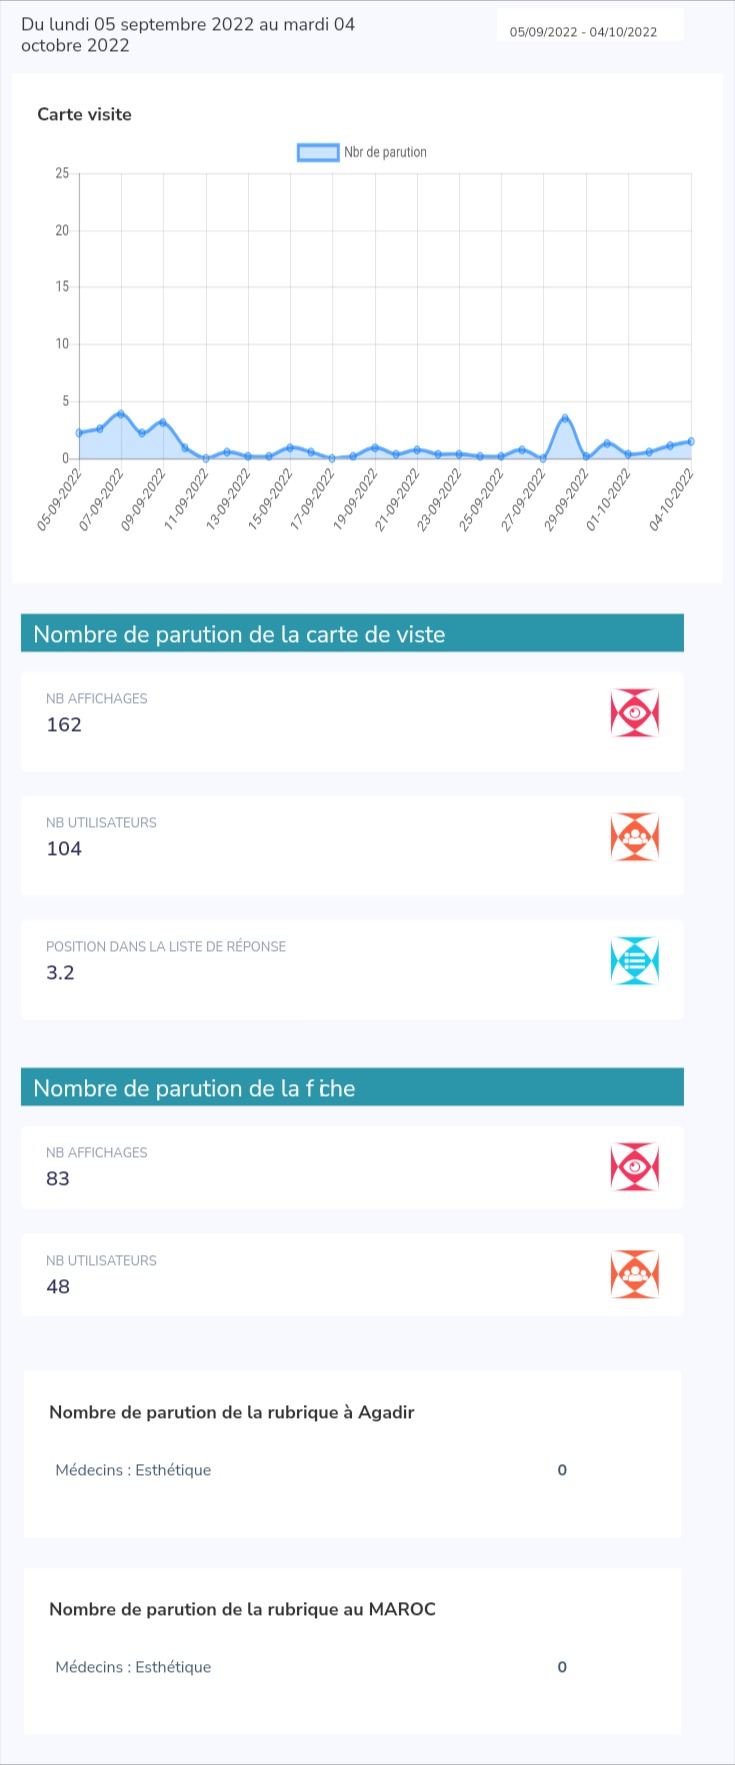 Du lundi 05 septembre 2022 au mardi 04
octobre 2022
05/09/2022 - 04/10/2022
Carte visite
Nbr de parution
25
20
15
10
5
0
05-09-2022
07-09-2022
09-09-2022
11-09-2022
13-09-2022
15-09-2022
17-09-2022
19-09-2022
21-09-2022
23-09-2022
25-09-2022
27-09-2022
29-09-2022
01-10-2022
04-10-2022
Nombre de parution de la carte de viste
NB AFFICHAGES
162
NB UTILISATEURS
104
POSITION DANS LA LISTE DE RÉPONSE
3.2
Nombre de parution de la fiche
NB AFFICHAGES
83
NB UTILISATEURS
48
Nombre de parution de la rubrique à Agadir
Médecins : Esthétique 0
Nombre de parution de la rubrique au MAROC
Médecins : Esthétique 0